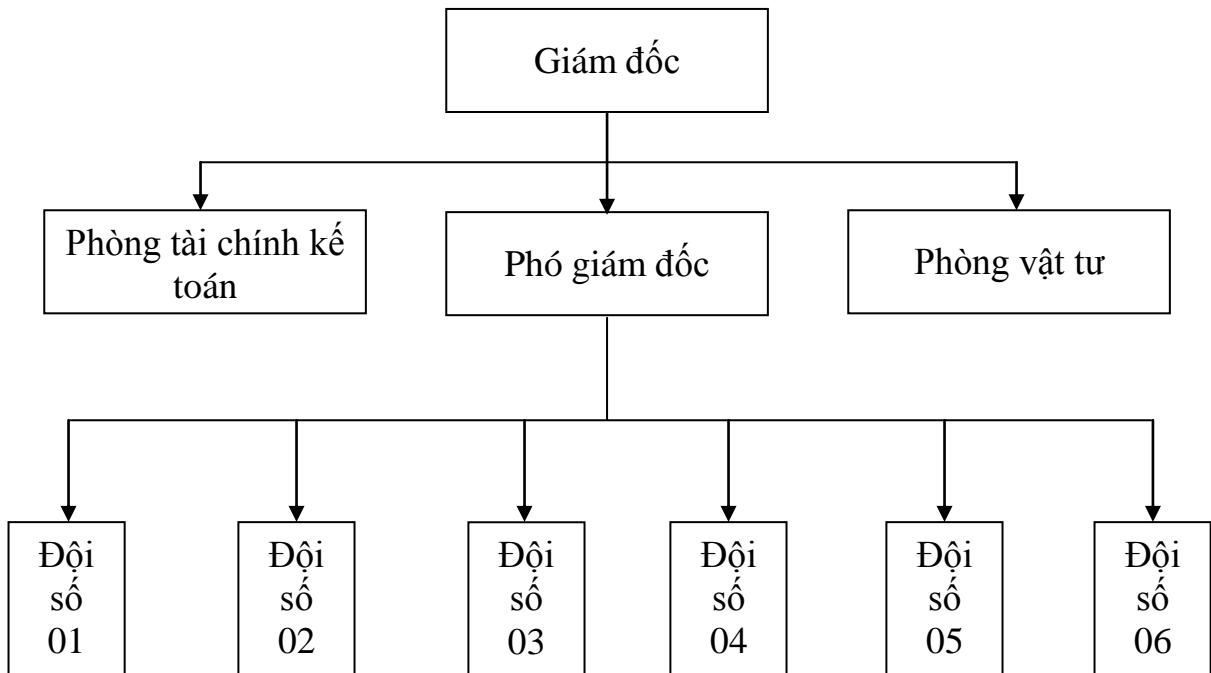 Giám đốc
Phòng tài chính kế
toán
Phó giám đốc
Phòng vật tư
Đội
số
01
Đội
số
02
Đội
số
03
Đội
số
04
Đội
số
05
Đội
số
06